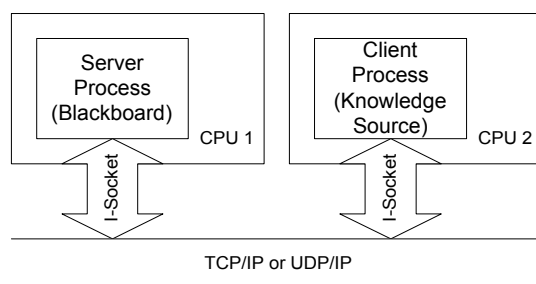 Server
Process
(Blackboard)
CPU 1
I-Socket
Client
Process
(Knowledge
Source)
CPU 2
I-Socket
TCP/IP or UDP/IP